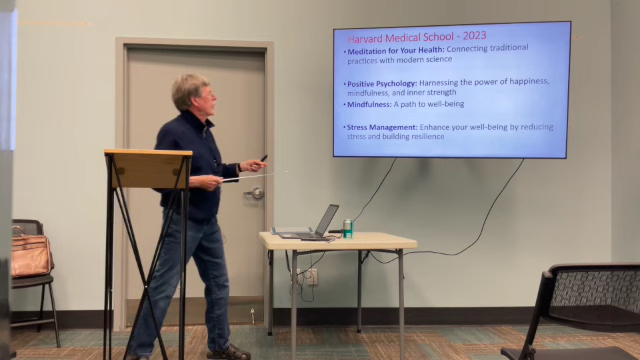 Harvard Medical School - 2023
• Meditation for Your Health: Connecting traditional
practices with modern science
• Positive Psychology: Harnessing the power of happiness,
mindfulness, and inner strength
• Mindfulness: A path to well-being
• Stress Management: Enhance your well-being by reducing
stress and building resilience